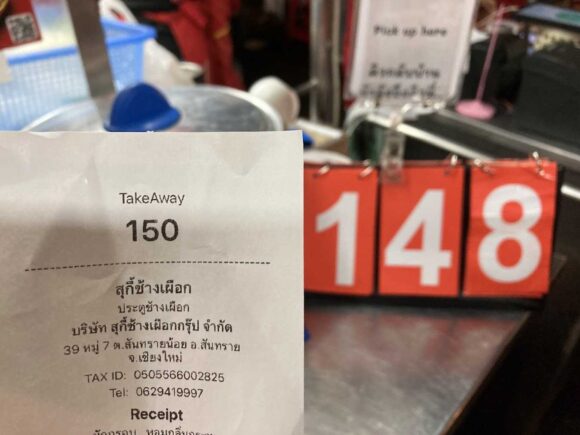 Pick up here
TakeAway
150
สุกี้ช้างเผือก
ประตูช้างเผือก
บริษัท สุกี้ช้างเผือกกรุ๊ป จำกัด
39 หมู่ 7 ต.สันทรายน้อย อ.สันทราย
จ.เชียงใหม่
TAX ID: 0505566002825
Tel: 0629419997
Receipt
148